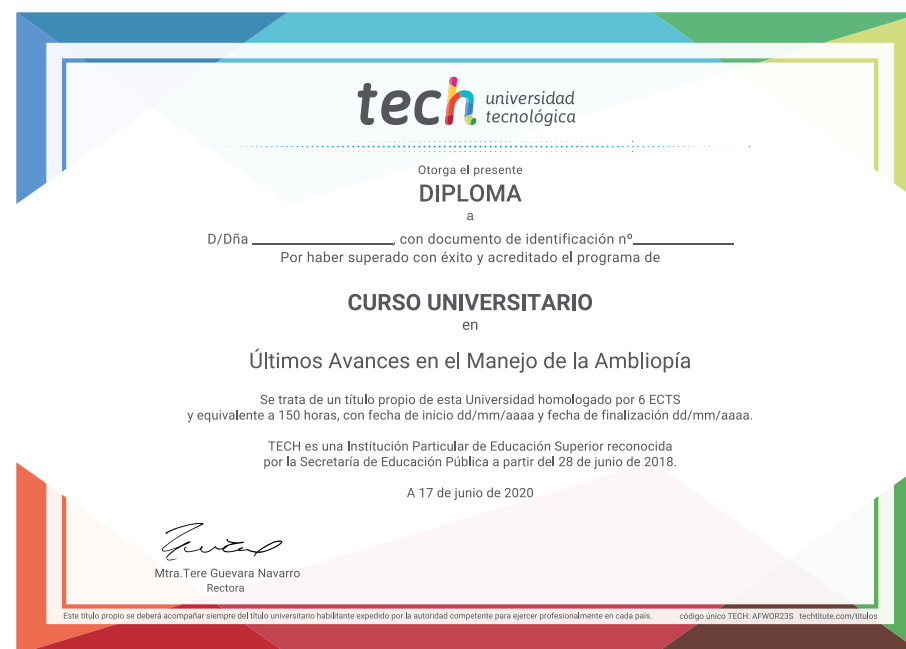 tech universidad
tecnológica
Otorga el presente
DIPLOMA
a
D/Dña ____________________, con documento de identificación nº______________
Por haber superado con éxito y acreditado el programa de
CURSO UNIVERSITARIO
en
Últimos Avances en el Manejo de la Ambliopía
Se trata de un título propio de esta Universidad homologado por 6 ECTS
y equivalente a 150 horas, con fecha de inicio dd/mm/aaaa y fecha de finalización dd/mm/aaaa.
TECH es una Institución Particular de Educación Superior reconocida
por la Secretaría de Educación Pública a partir del 28 de junio de 2018.
A 17 de junio de 2020
Mtra.Tere Guevara Navarro
Rectora
Este título propio se deberá acompañar siempre del título universitario habilitante expedido por la autoridad competente para ejercer profesionalmente en cada país. código único TECH: AFWOR23S techtitute.com/titulos